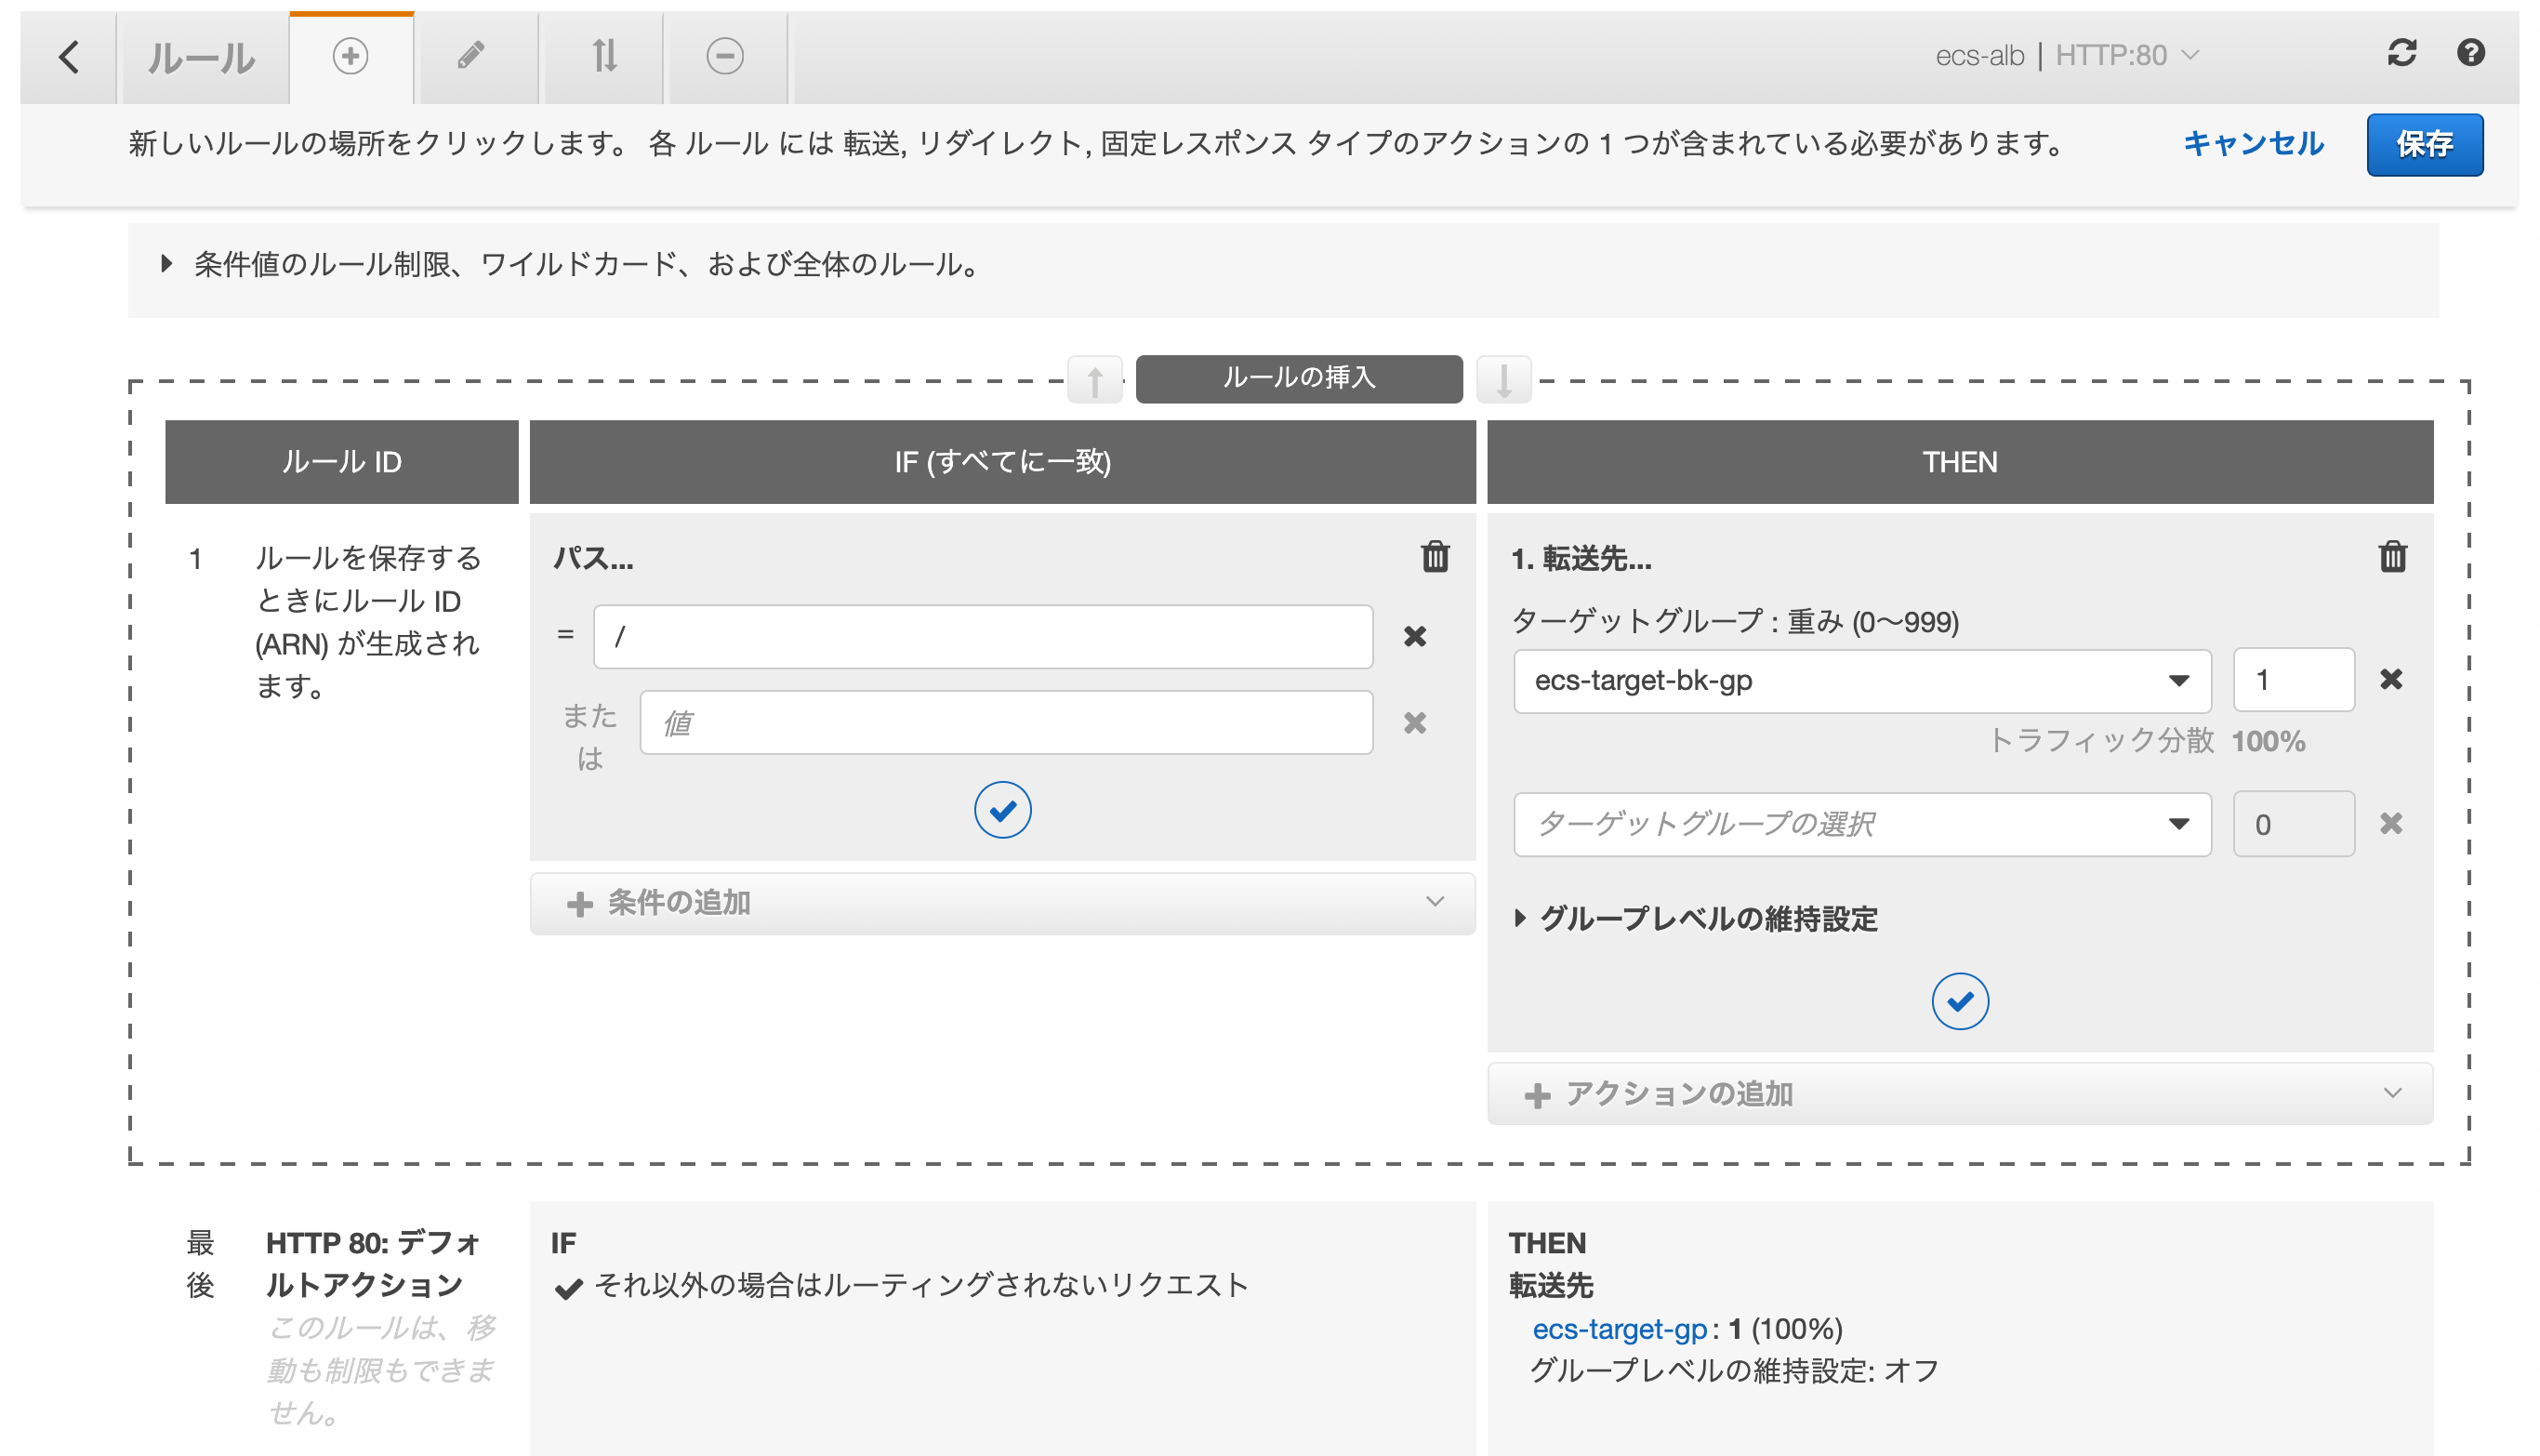 ルール
ecs-alb | HTTP:80
新しいルールの場所をクリックします。 各 ルール には 転送, リダイレクト, 固定レスポンス タイプのアクションの 1 つが含まれている必要があります。
キャンセル
保存
条件値のルール制限、ワイルドカード、および全体のルール。
ルールの挿入
ルール ID
IF (すべてに一致)
THEN
1
ルールを保存する
ときにルール ID
(ARN) が生成され
ます。
パス...
= /
また
は
値
条件の追加
1. 転送先...
ターゲットグループ : 重み (0〜999)
ecs-target-bk-gp
1
トラフィック分散 100%
ターゲットグループの選択
0
グループレベルの維持設定
アクションの追加
最
後
HTTP 80: デフォ
ルトアクション
このルールは、移
動も制限もできま
せん。
IF
それ以外の場合はルーティングされないリクエスト
THEN
転送先
ecs-target-gp : 1 (100%)
グループレベルの維持設定: オフ